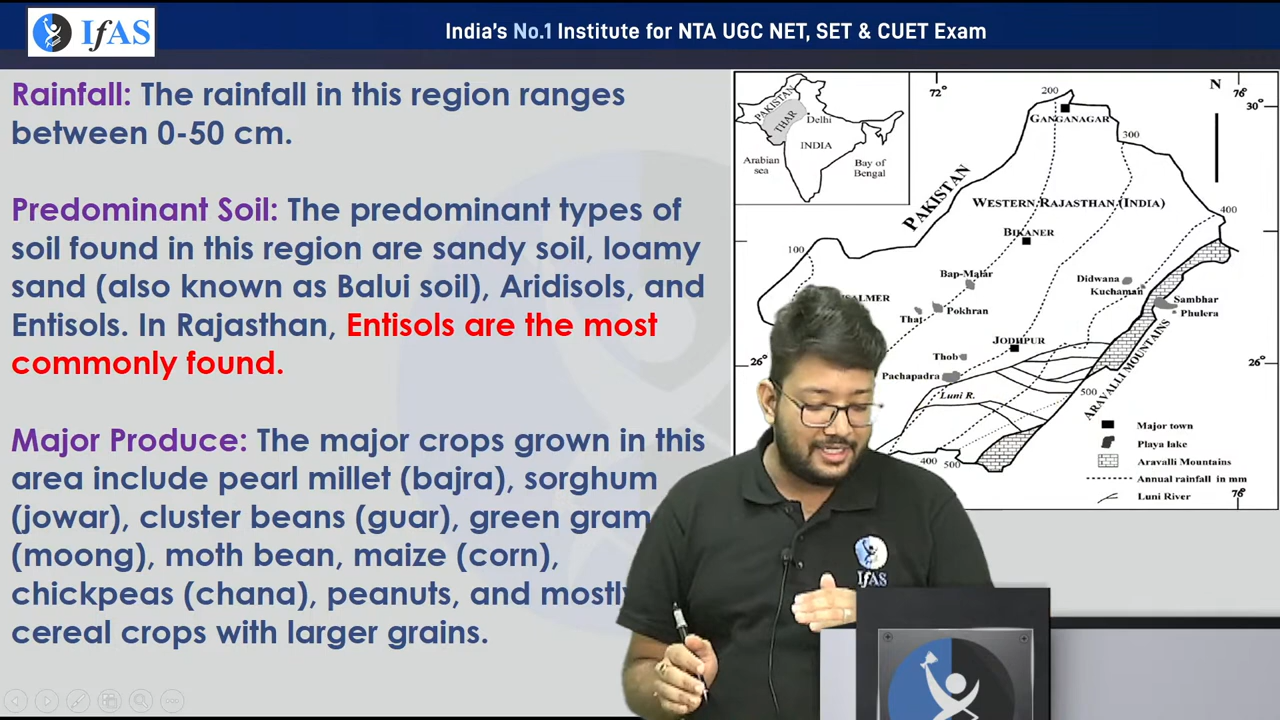 IfAS
India's No.1 Institute for NTA UGC NET, SET & CUET Exam
Rainfall: The rainfall in this region ranges
between 0-50 cm.
Predominant Soil: The predominant types of
soil found in this region are sandy soil, loamy
sand (also known as Balui soil), Aridisols, and
Entisols. In Rajasthan, Entisols are the most
commonly found.
Major Produce: The major crops grown in this
area include pearl millet (bajra), sorghum
(jowar), cluster beans (guar), green gram
(moong), moth bean, maize (corn),
chickpeas (chana), peanuts, and mostly
cereal crops with larger grains.
PAKISTAN
THAR
Delhi
INDIA
Arabian
sea
Bay of
Bengal
72°
200
N
76°
30°
GANGANAGAR
300
PAKISTAN
WESTERN RAJASTHAN (INDIA)
400
BIKANER
100
Bap-Malar
Didwana
Kuchaman
Sambhar
Phulera
That
Pokhran
JODHPUR
Thob
26°
26°
Pachapadra
Luni R.
ARAVALLI MOUNTAINS
500
400
500
Major town
Playa lake
Aravalli Mountains
Annual rainfall in mm
Luni River
76°
IfAS